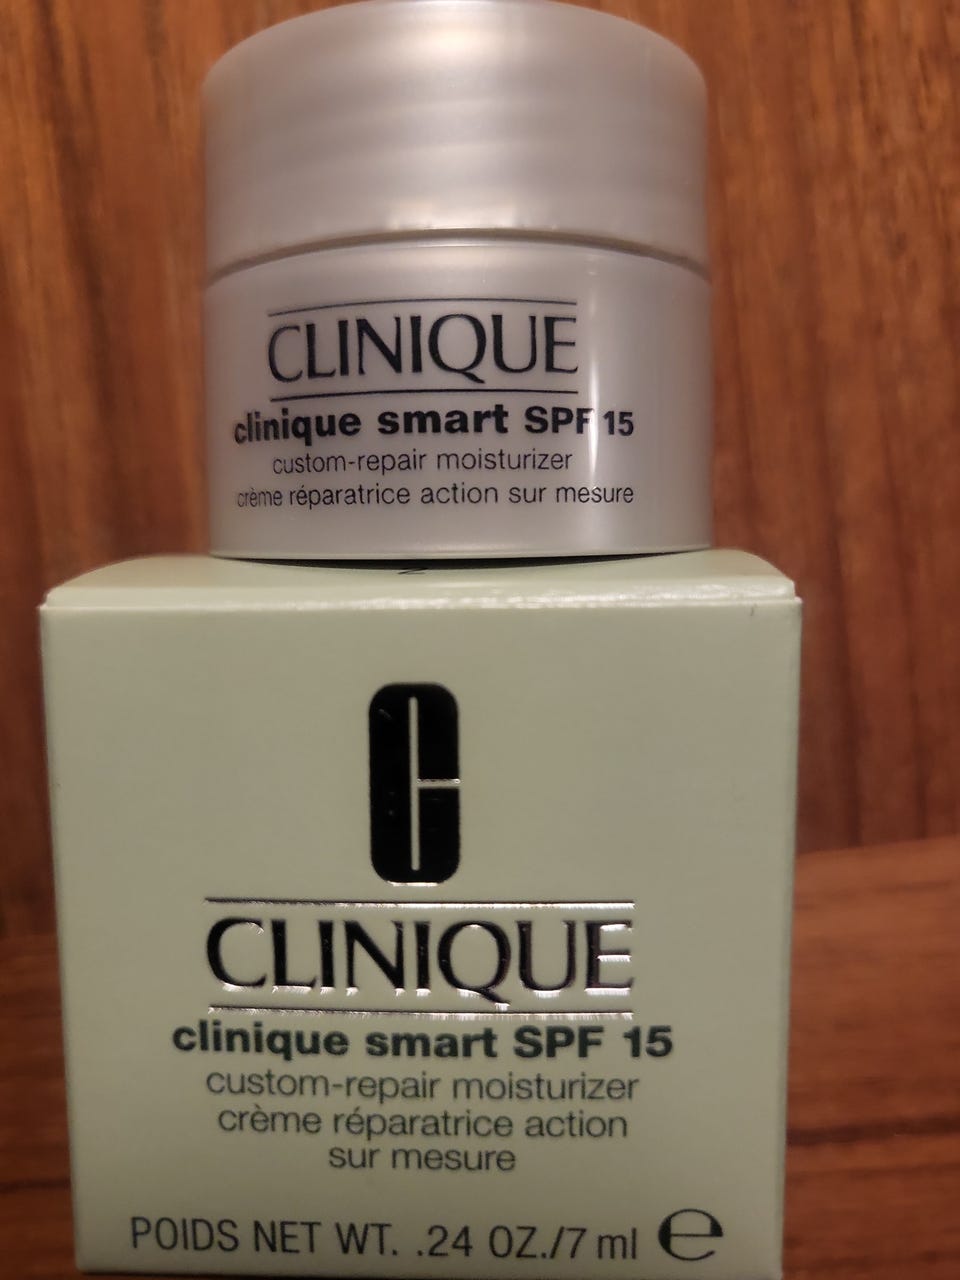 CLINIQUE
clinique smart SPF 15
custom-repair moisturizer
crème réparatrice action sur mesure
C
CLINIQUE
clinique smart SPF 15
custom-repair moisturizer
crème réparatrice action
sur mesure
POIDS NET WT. .24 OZ./7 ml e